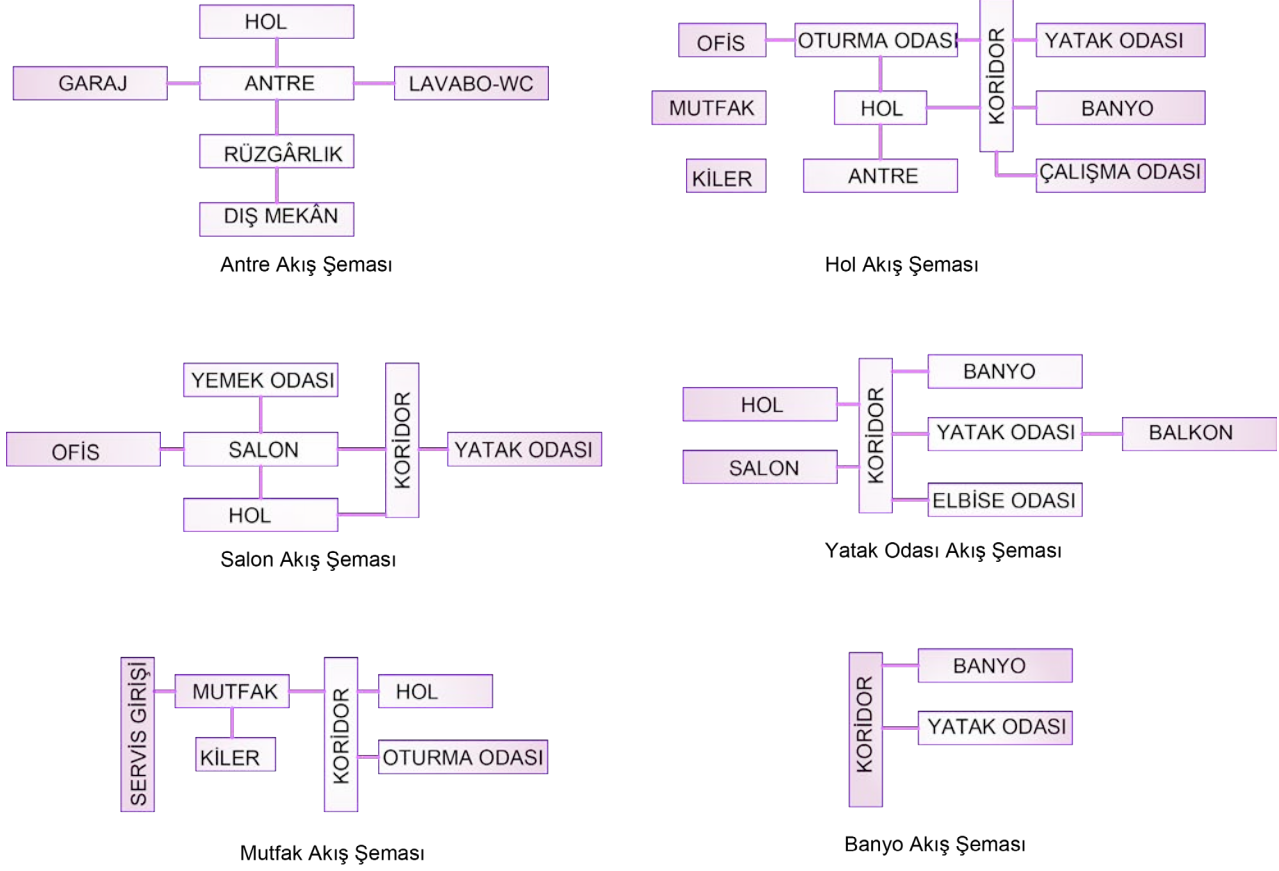 HOL
GARAJ
ANTRE
LAVABO-WC
RÜZGÂRLIK
DIŞ MEKÂN
Antre Akış Şeması
OFİS
OTURMA ODASI
KORİDOR
YATAK ODASI
MUTFAK
HOL
BANYO
KİLER
ANTRE
ÇALIŞMA ODASI
Hol Akış Şeması
YEMEK ODASI
OFİS
SALON
KORİDOR
YATAK ODASI
HOL
Salon Akış Şeması
HOL
SALON
KORİDOR
BANYO
YATAK ODASI
BALKON
ELBİSE ODASI
Yatak Odası Akış Şeması
SERVİS GİRİŞİ
MUTFAK
KİLER
KORİDOR
HOL
OTURMA ODASI
Mutfak Akış Şeması
KORİDOR
BANYO
YATAK ODASI
Banyo Akış Şeması